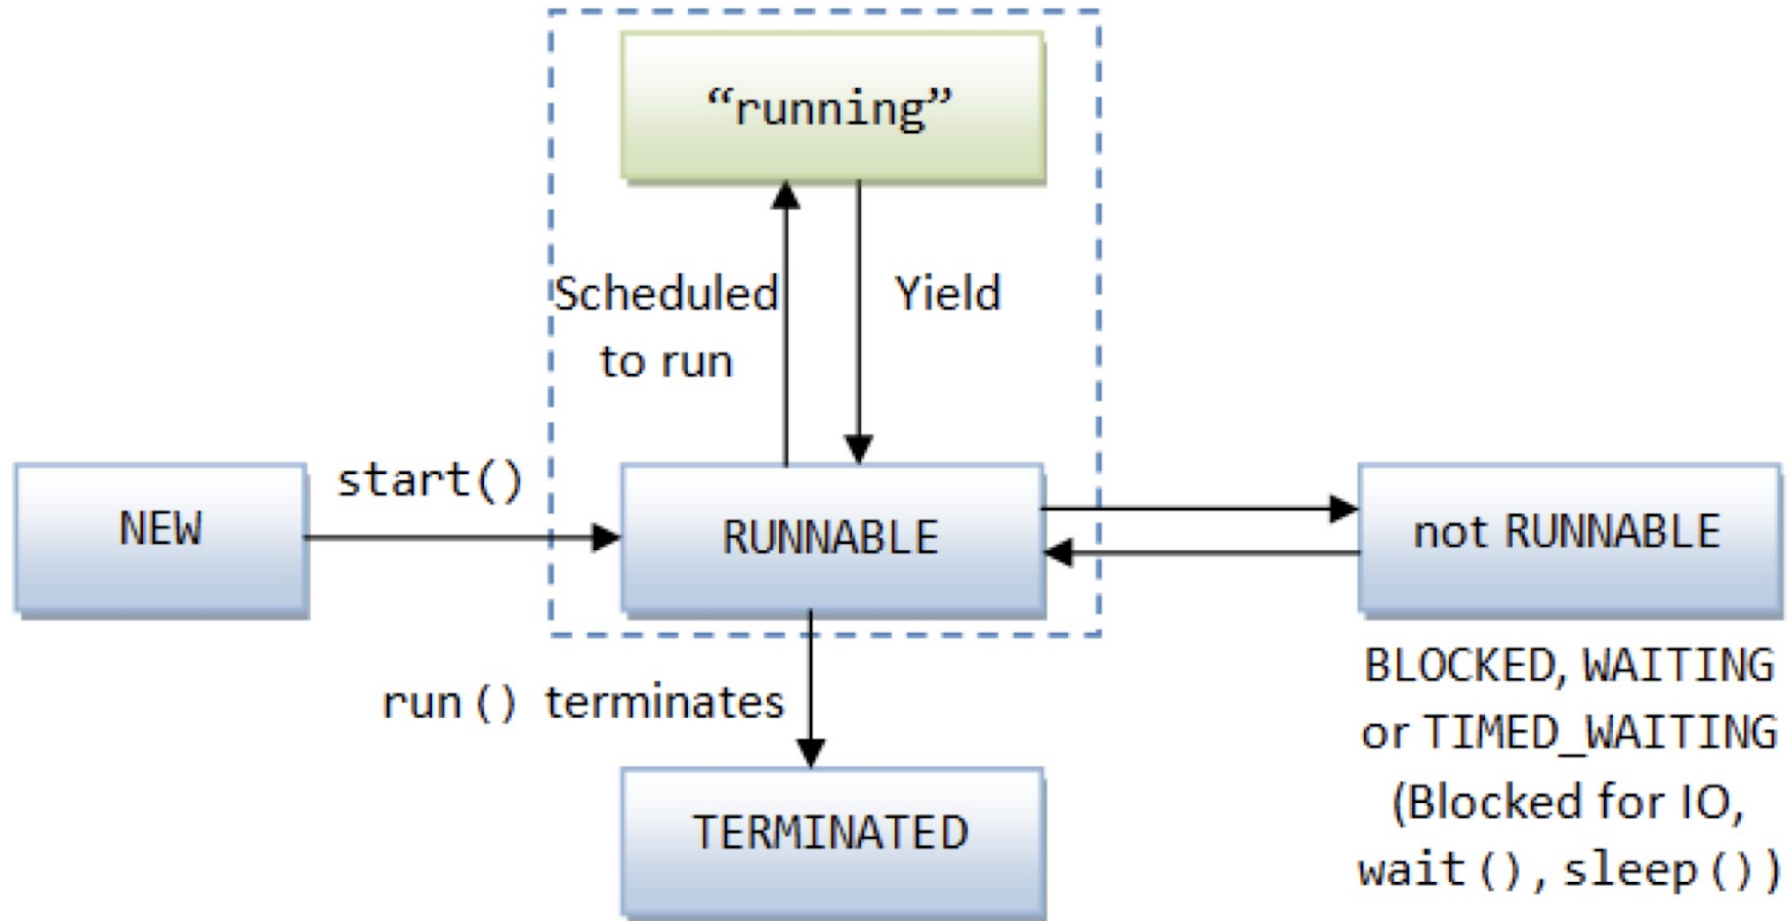 “running”
Scheduled
to run
Yield
start()
NEW
RUNNABLE
not RUNNABLE
run() terminates
TERMINATED
BLOCKED, WAITING
or TIMED_WAITING
(Blocked for IO,
wait(), sleep())